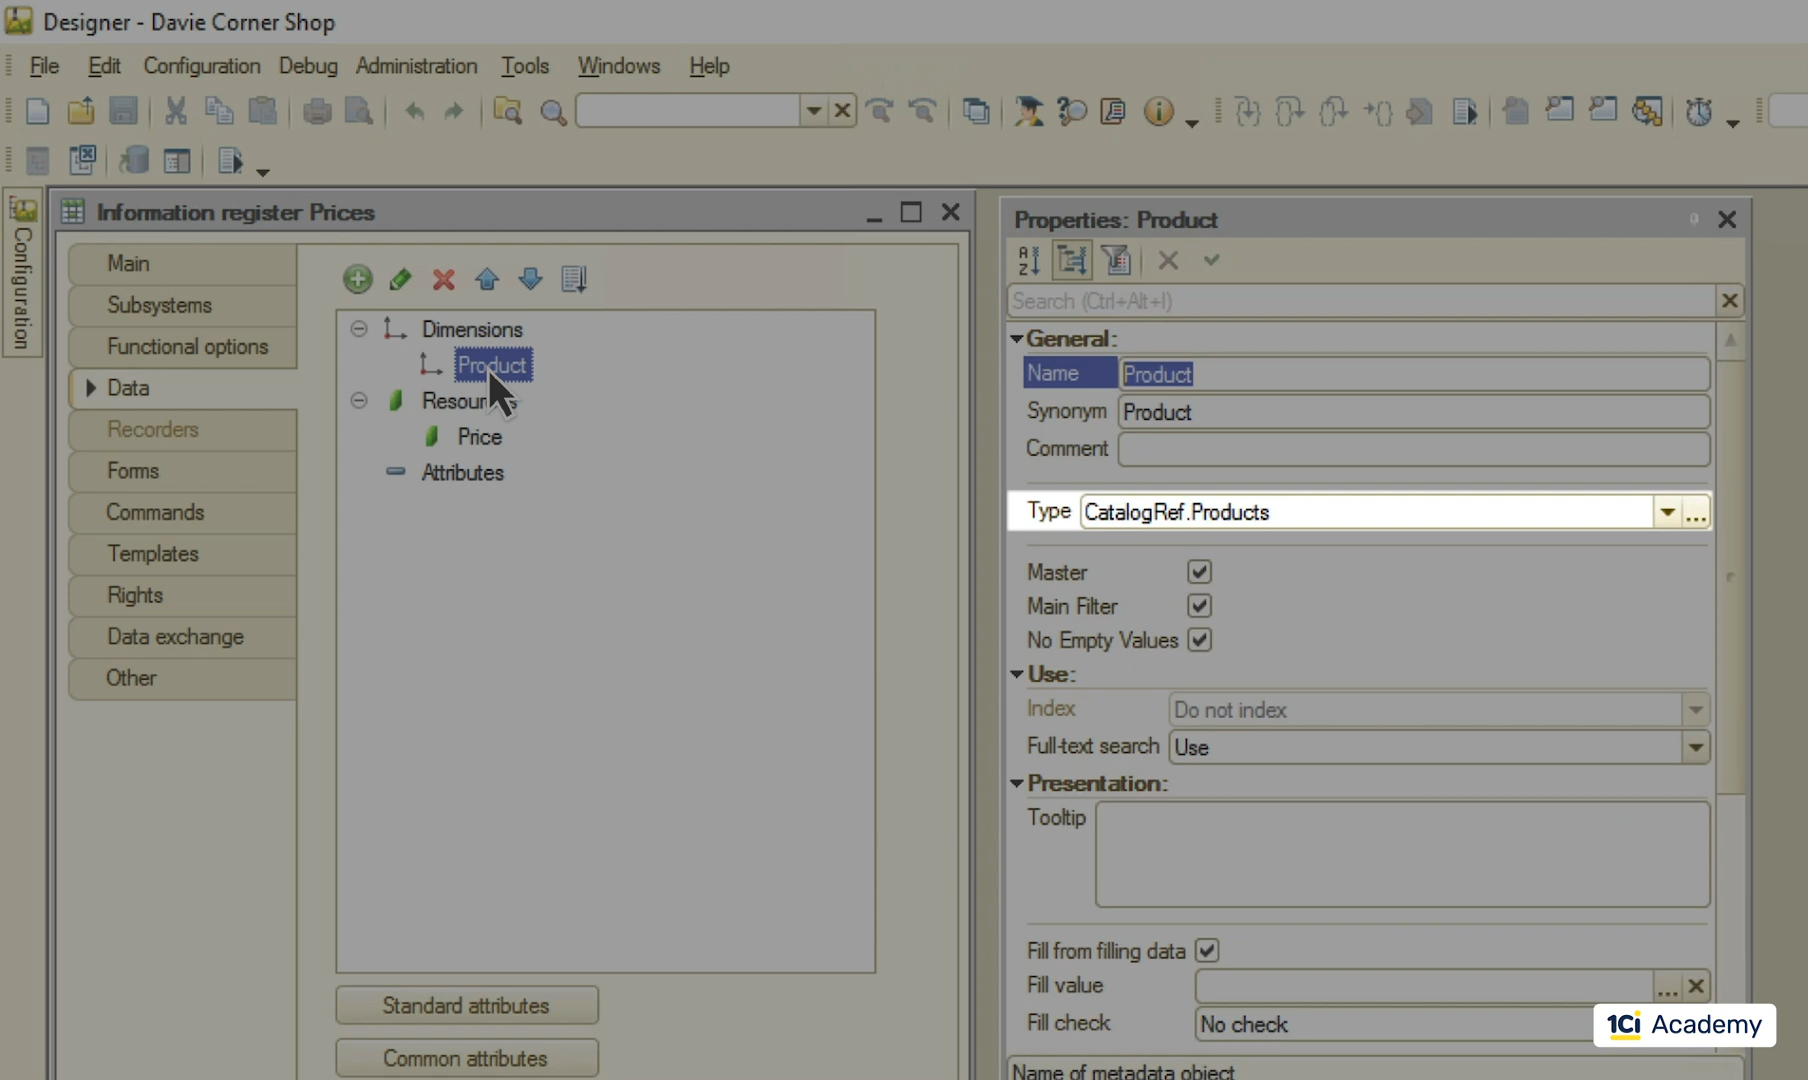 Designer - Davie Corner Shop
File Edit Configuration Debug Administration Tools Windows Help
Configuration
Information register Prices
Main
Subsystems
Functional options
Data
Recorders
Forms
Commands
Templates
Rights
Data exchange
Other
Dimensions
Product
Resour
Price
Attributes
Standard attributes
Common attributes
Properties: Product
Search (Ctrl+Alt+I)
General:
Name Product
Synonym Product
Comment
Type CatalogRef.Products ...
Master
Main Filter
No Empty Values
Use:
Index Do not index
Full-text search Use
Presentation:
Tooltip
Fill from filling data
Fill value ...
Fill check No check
1Ci Academy
Name of metadata object